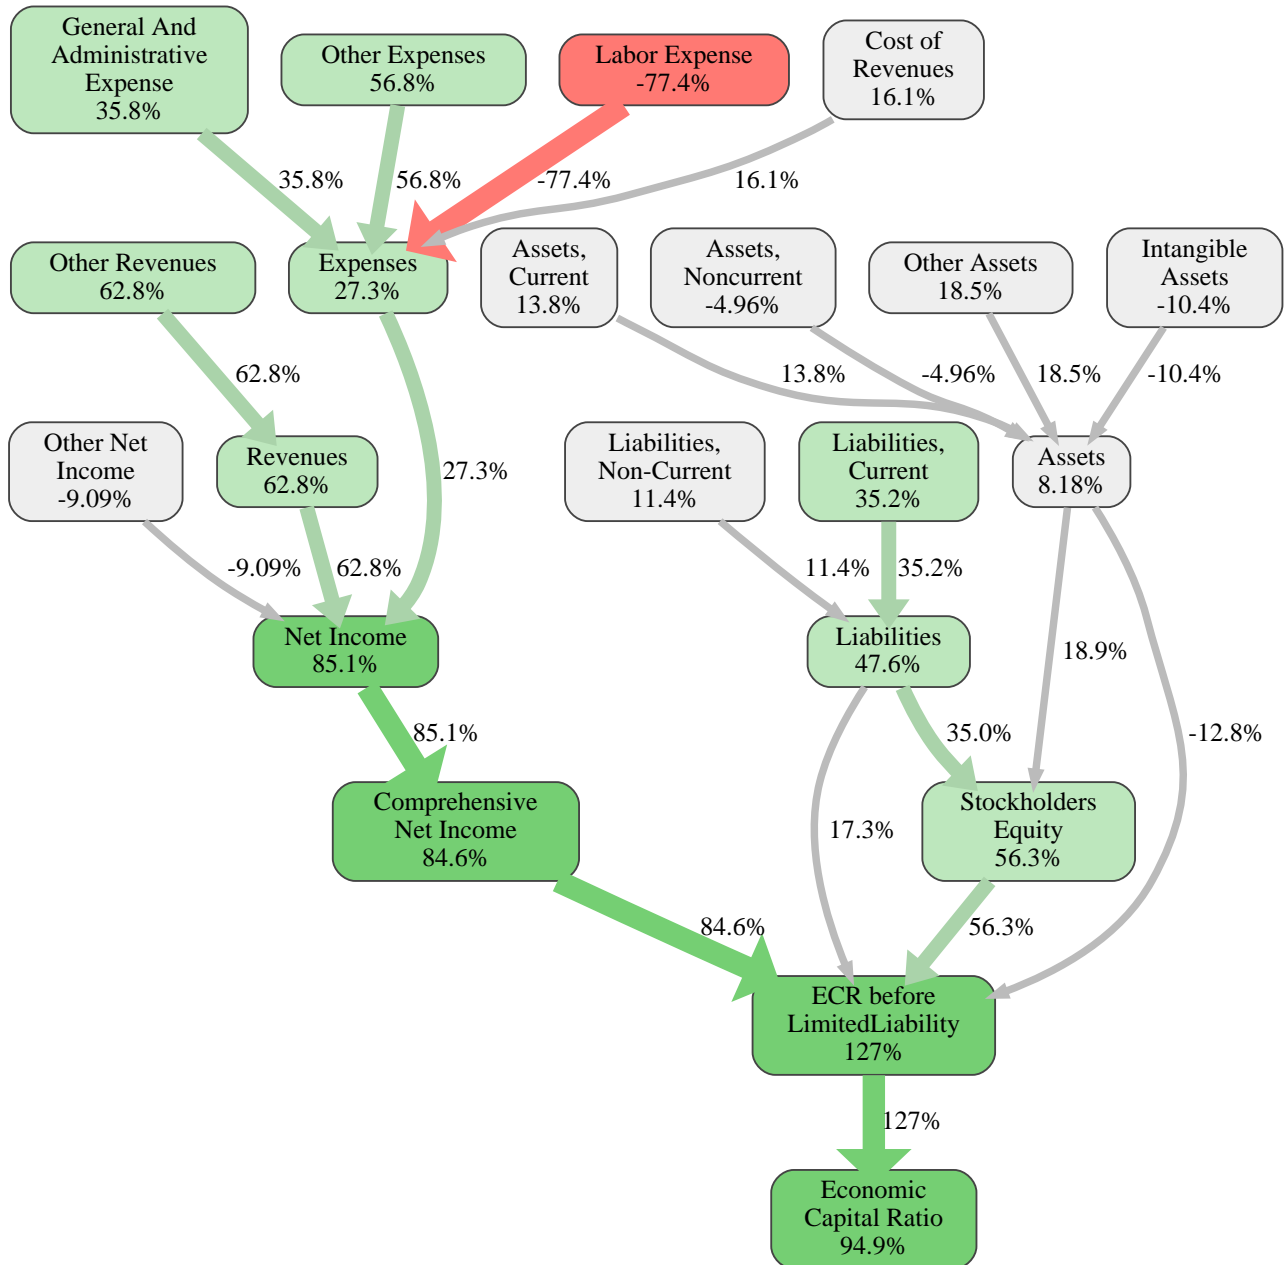 General And
Administrative
Expense
35.8%
Other Expenses
56.8%
Labor Expense
-77.4%
Cost of
Revenues
16.1%
35.8%
56.8%
-77.4%
16.1%
Other Revenues
62.8%
Expenses
27.3%
Assets,
Current
13.8%
Assets,
Noncurrent
-4.96%
Other Assets
18.5%
Intangible
Assets
-10.4%
62.8%
13.8%
-4.96%
18.5%
-10.4%
Other Net
Income
-9.09%
Revenues
62.8%
27.3%
Liabilities,
Non-Current
11.4%
Liabilities,
Current
35.2%
Assets
8.18%
-9.09%
62.8%
11.4%
35.2%
Net Income
85.1%
Liabilities
47.6%
18.9%
85.1%
35.0%
-12.8%
Comprehensive
Net Income
84.6%
17.3%
Stockholders
Equity
56.3%
84.6%
56.3%
ECR before
LimitedLiability
127%
127%
Economic
Capital Ratio
94.9%